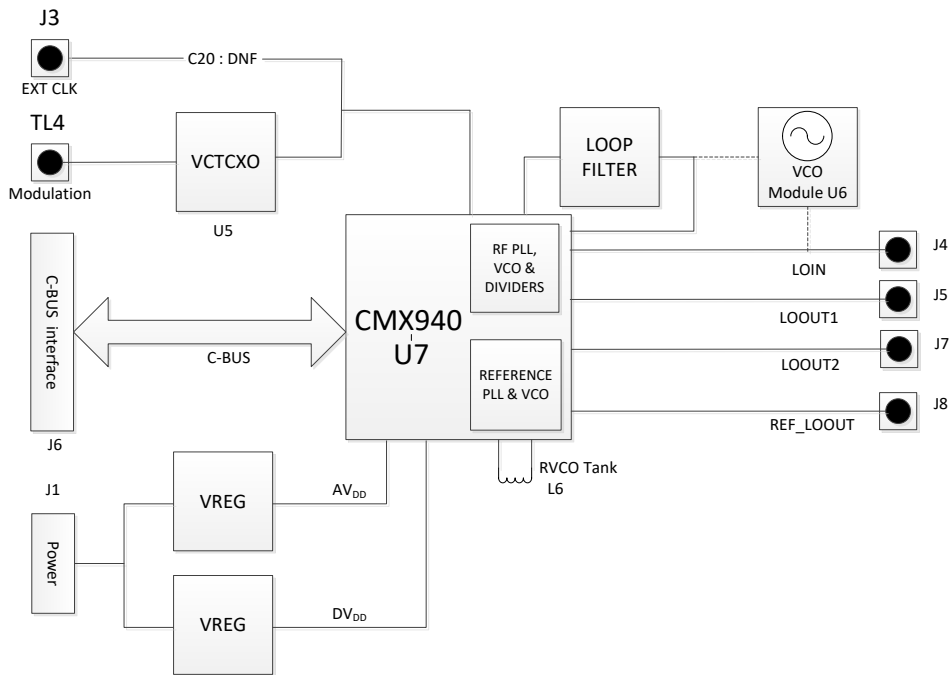 J3
EXT CLK
C20 : DNF
TL4
Modulation
VCTCXO
U5
LOOP
FILTER
VCO
Module U6
C-BUS interface
J6
C-BUS
CMX940
U7
RF PLL,
VCO &
DIVIDERS
REFERENCE
PLL & VCO
LOIN
J4
LOOUT1
J5
LOOUT2
J7
REF_LOOUT
J8
RVCO Tank
L6
J1
Power
VREG
AVDD
VREG
DVDD